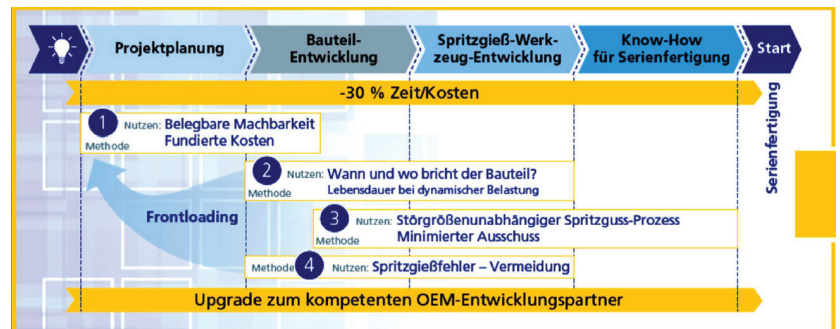 Projektplanung
Bauteil-
Entwicklung
Spritzgieß-Werk-
zeug-Entwicklung
Know-How
für Serienfertigung
Start
-30 % Zeit/Kosten
Serienfertigung
1 Nutzen: Belegbare Machbarkeit
Methode Fundierte Kosten
2 Nutzen: Wann und wo bricht der Bauteil?
Methode Lebensdauer bei dynamischer Belastung
Frontloading
3 Nutzen: Störgrößenunabhängiger Spritzguss-Prozess
Methode Minimierter Ausschuss
Methode 4 Nutzen: Spritzgießfehler – Vermeidung
Upgrade zum kompetenten OEM-Entwicklungspartner